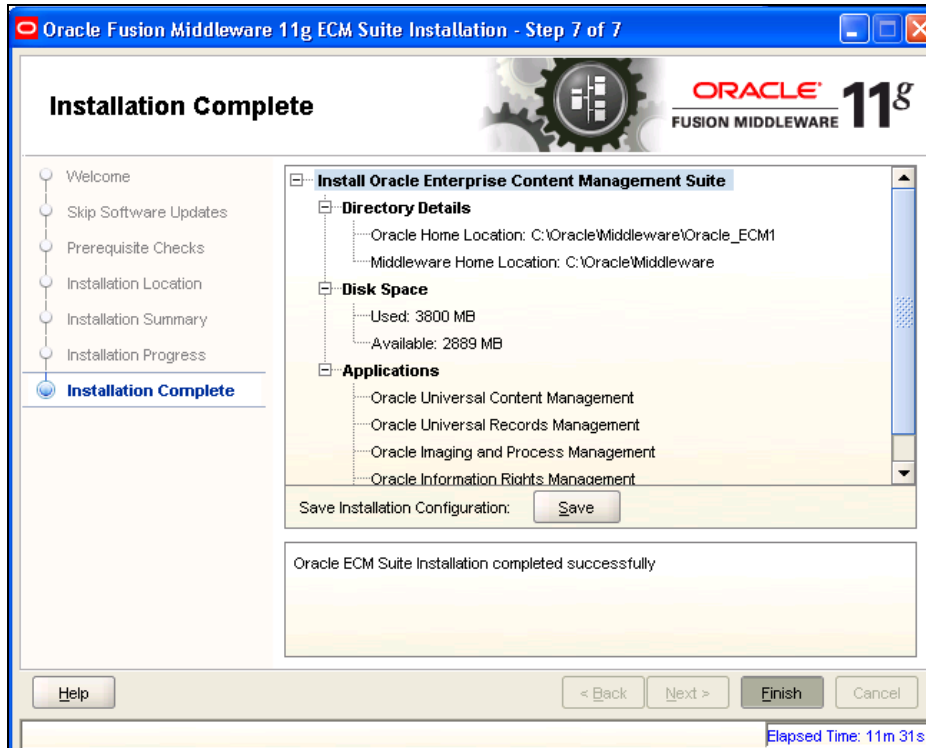 Oracle Fusion Middleware 11g ECM Suite Installation - Step 7 of 7
Installation Complete
ORACLE
FUSION MIDDLEWARE
11g
Welcome
Skip Software Updates
Prerequisite Checks
Installation Location
Installation Summary
Installation Progress
Installation Complete
Install Oracle Enterprise Content Management Suite
Directory Details
Oracle Home Location: C:\Oracle\Middleware\Oracle_ECM1
Middleware Home Location: C:\Oracle\Middleware
Disk Space
Used: 3800 MB
Available: 2889 MB
Applications
Oracle Universal Content Management
Oracle Universal Records Management
Oracle Imaging and Process Management
Oracle Information Rights Management
Save Installation Configuration: Save
Oracle ECM Suite Installation completed successfully
Help < Back Next > Finish Cancel
Elapsed Time: 11m 31s